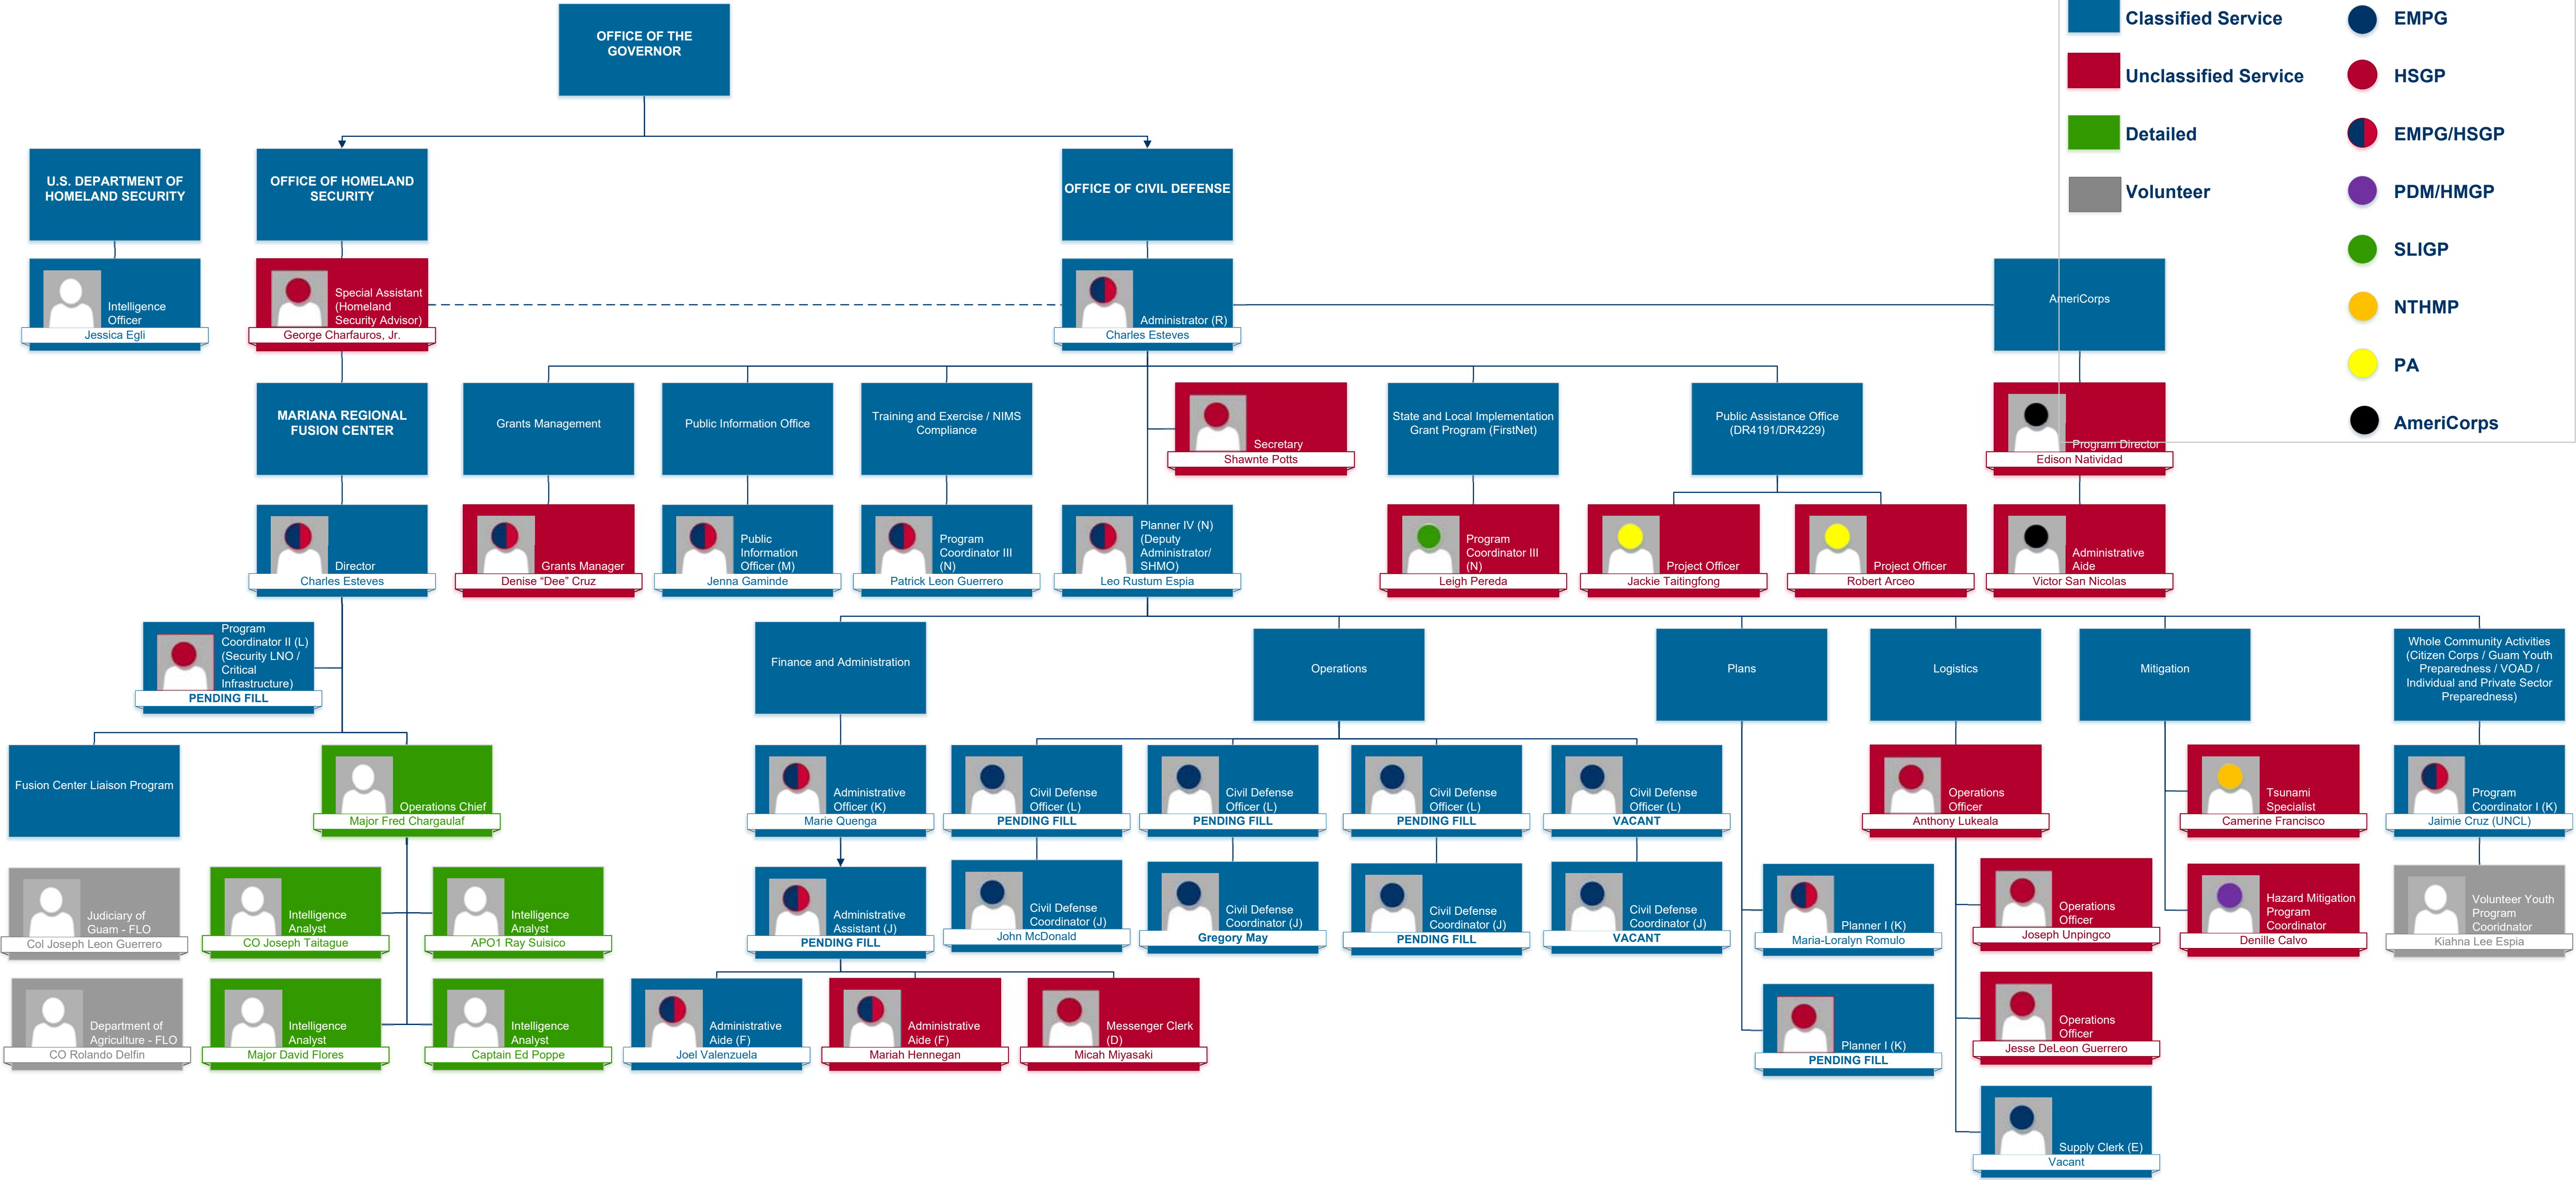 OFFICE OF THE
GOVERNOR
Classified Service
Unclassified Service
Detailed
Volunteer
EMPG
HSGP
EMPG/HSGP
PDM/HMGP
SLIGP
NTHMP
PA
AmeriCorps
U.S. DEPARTMENT OF
HOMELAND SECURITY
OFFICE OF HOMELAND
SECURITY
OFFICE OF CIVIL DEFENSE
Intelligence
Officer
Jessica Egli
Special Assistant
(Homeland
Security Advisor)
George Charfauros, Jr.
Administrator (R)
Charles Esteves
AmeriCorps
MARIANA REGIONAL
FUSION CENTER
Grants Management
Public Information Office
Training and Exercise / NIMS
Compliance
Secretary
Shawnte Potts
State and Local Implementation
Grant Program (FirstNet)
Public Assistance Office
(DR4191/DR4229)
Program Director
Edison Natividad
Director
Charles Esteves
Grants Manager
Denise “Dee” Cruz
Public
Information
Officer (M)
Jenna Gaminde
Program
Coordinator III
(N)
Patrick Leon Guerrero
Planner IV (N)
(Deputy
Administrator/
SHMO)
Leo Rustum Espia
Program
Coordinator III
(N)
Leigh Pereda
Project Officer
Jackie Taitingfong
Project Officer
Robert Arceo
Administrative
Aide
Victor San Nicolas
Program
Coordinator II (L)
(Security LNO /
Critical
Infrastructure)
PENDING FILL
Finance and Administration
Operations
Plans
Logistics
Mitigation
Whole Community Activities
(Citizen Corps / Guam Youth
Preparedness / VOAD /
Individual and Private Sector
Preparedness)
Fusion Center Liaison Program
Operations Chief
Major Fred Chargaulaf
Administrative
Officer (K)
Marie Quenga
Civil Defense
Officer (L)
PENDING FILL
Civil Defense
Officer (L)
PENDING FILL
Civil Defense
Officer (L)
PENDING FILL
Civil Defense
Officer (L)
VACANT
Operations
Officer
Anthony Lukeala
Tsunami
Specialist
Camerine Francisco
Program
Coordinator I (K)
Jaimie Cruz (UNCL)
Judiciary of
Guam - FLO
Col Joseph Leon Guerrero
Intelligence
Analyst
CO Joseph Taitague
Intelligence
Analyst
APO1 Ray Suisico
Administrative
Assistant (J)
PENDING FILL
Civil Defense
Coordinator (J)
John McDonald
Civil Defense
Coordinator (J)
Gregory May
Civil Defense
Coordinator (J)
PENDING FILL
Civil Defense
Coordinator (J)
VACANT
Planner I (K)
Maria-Loralyn Romulo
Operations
Officer
Joseph Unpingco
Hazard Mitigation
Program
Coordinator
Denille Calvo
Volunteer Youth
Program
Cooridnator
Kiahna Lee Espia
Department of
Agriculture - FLO
CO Rolando Delfin
Intelligence
Analyst
Major David Flores
Intelligence
Analyst
Captain Ed Poppe
Administrative
Aide (F)
Joel Valenzuela
Administrative
Aide (F)
Mariah Hennegan
Messenger Clerk
(D)
Micah Miyasaki
Planner I (K)
PENDING FILL
Operations
Officer
Jesse DeLeon Guerrero
Supply Clerk (E)
Vacant